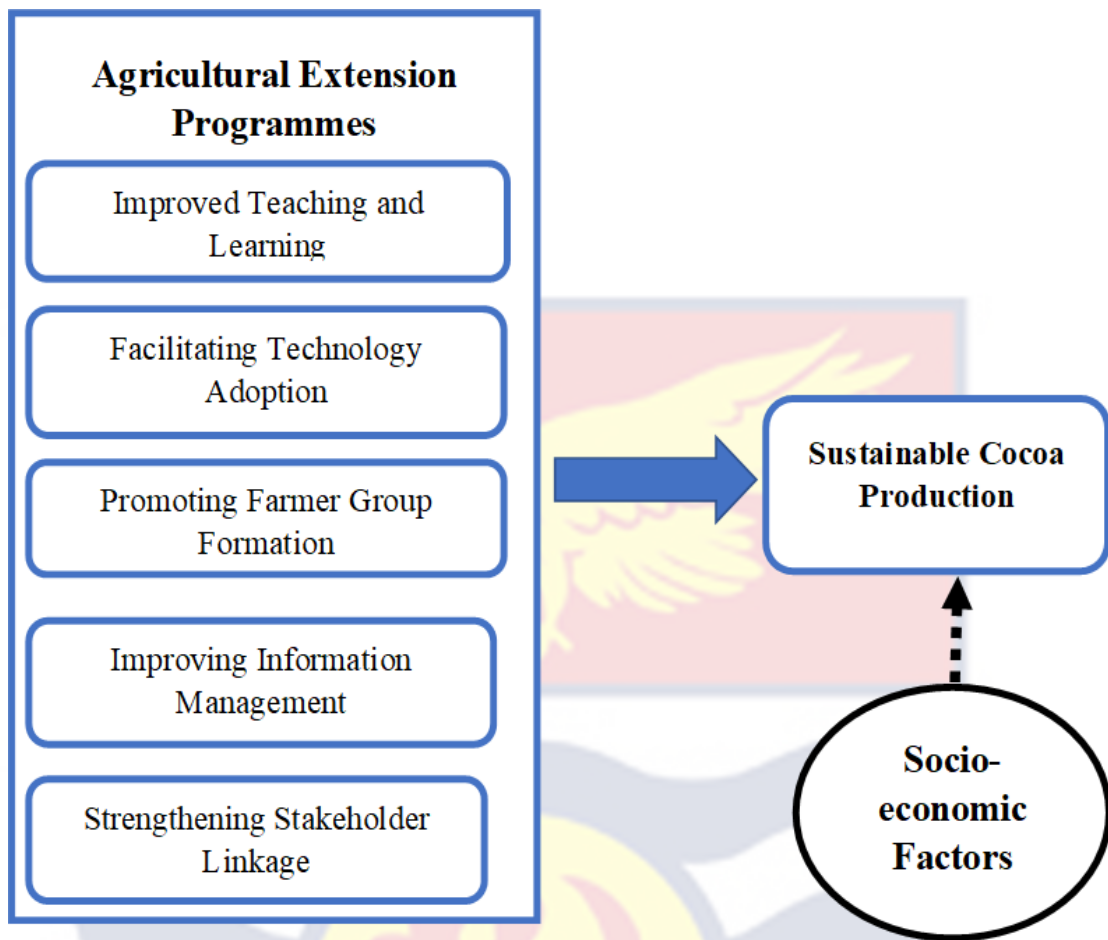 Agricultural Extension
Programmes
Improved Teaching and
Learning
Facilitating Technology
Adoption
Promoting Farmer Group
Formation
Improving Information
Management
Strengthening Stakeholder
Linkage
Sustainable Cocoa
Production
Socio-
economic
Factors